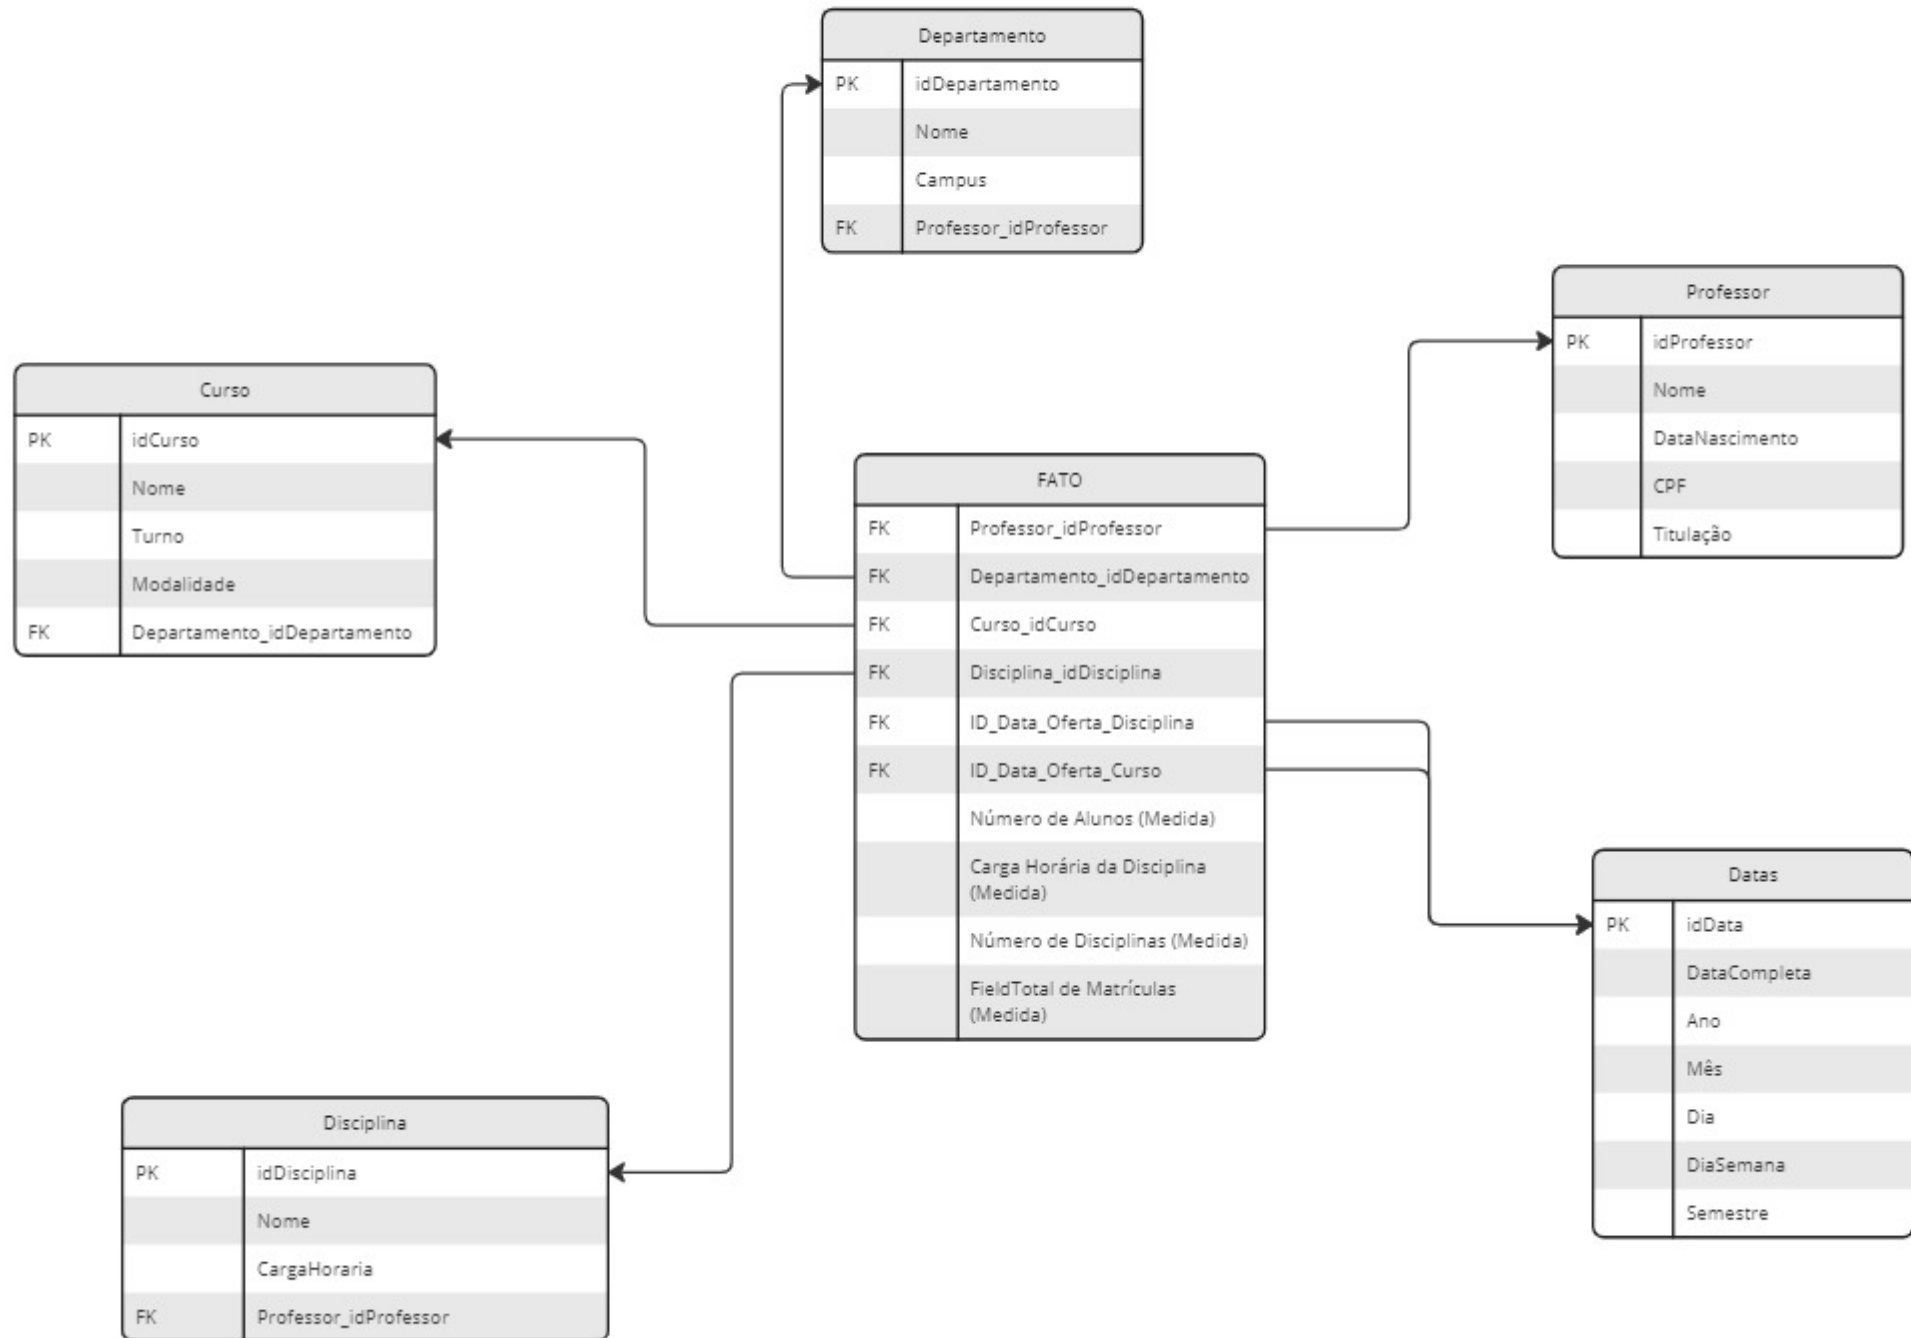 Departamento
PK idDepartamento
Nome
Campus
FK Professor_idProfessor
Professor
PK idProfessor
Nome
DataNascimento
CPF
Titulação
Curso
PK idCurso
Nome
Turno
Modalidade
FK Departamento_idDepartamento
FATO
FK Professor_idProfessor
FK Departamento_idDepartamento
FK Curso_idCurso
FK Disciplina_idDisciplina
FK ID_Data_Oferta_Disciplina
FK ID_Data_Oferta_Curso
Número de Alunos (Medida)
Carga Horária da Disciplina
(Medida)
Número de Disciplinas (Medida)
FieldTotal de Matrículas
(Medida)
Datas
PK idData
DataCompleta
Ano
Mês
Dia
DiaSemana
Semestre
Disciplina
PK idDisciplina
Nome
CargaHoraria
FK Professor_idProfessor